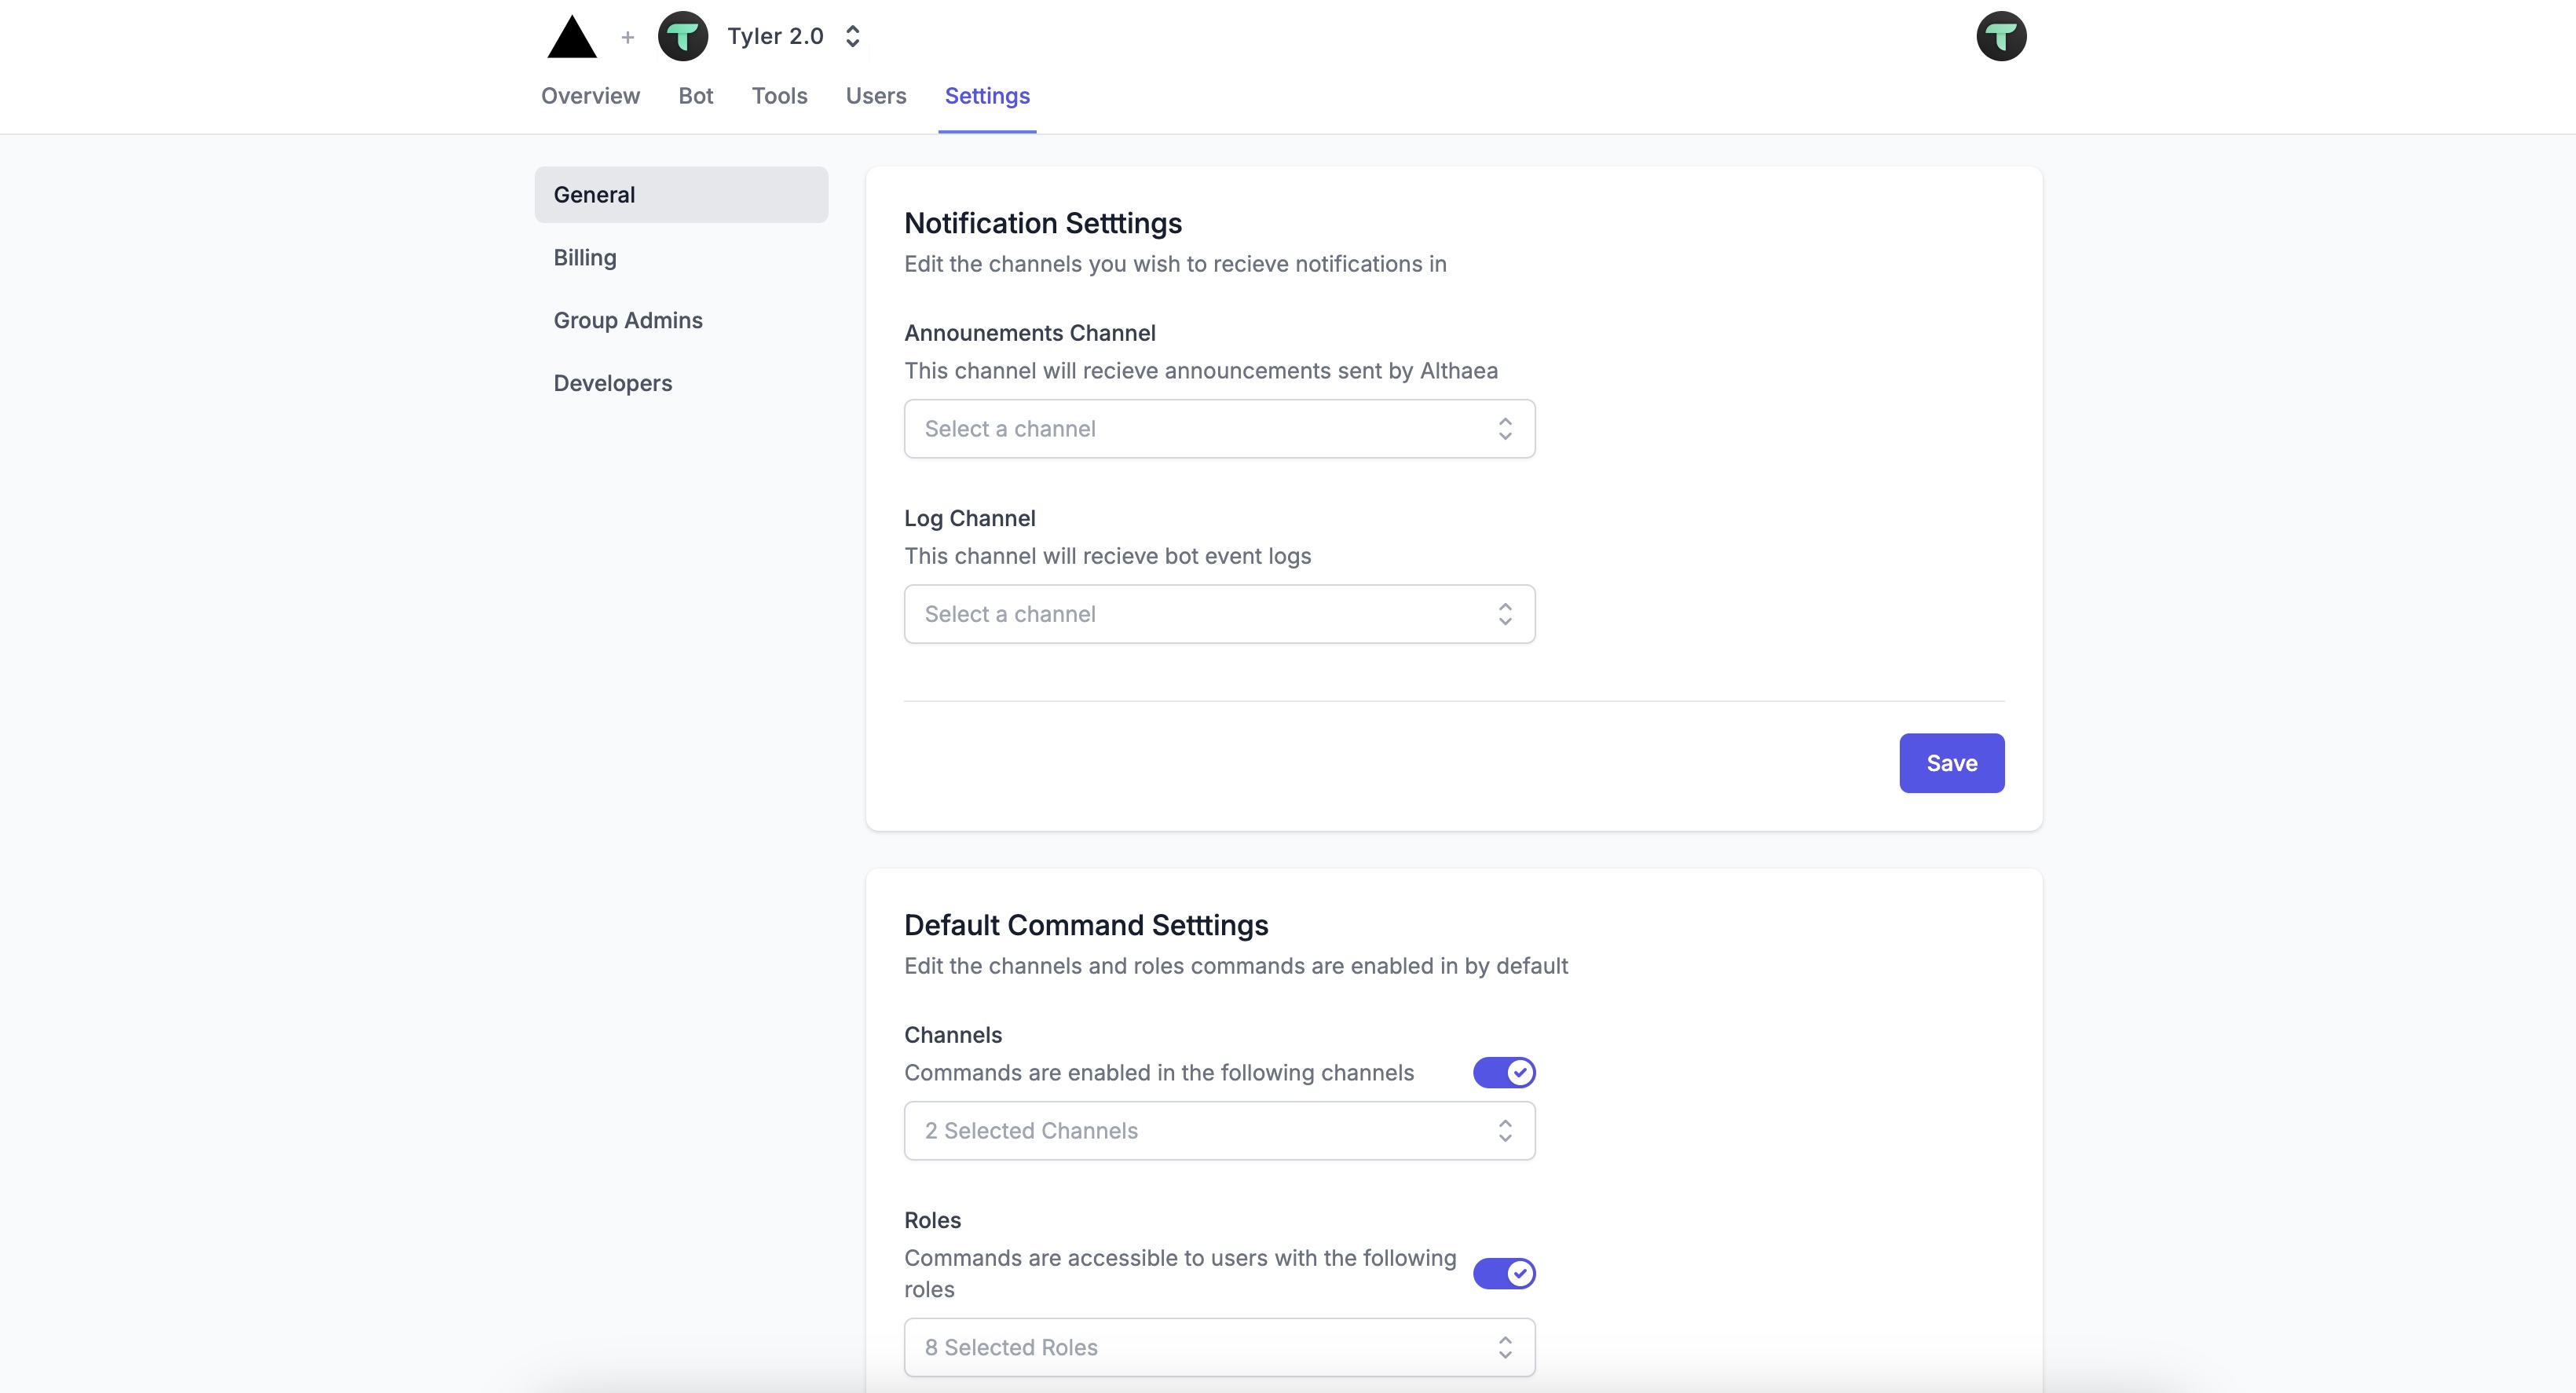 + Tyler 2.0
Overview Bot Tools Users Settings
General
Billing
Group Admins
Developers
Notification Setttings
Edit the channels you wish to recieve notifications in
Announements Channel
This channel will recieve announcements sent by Althaea
Select a channel
Log Channel
This channel will recieve bot event logs
Select a channel
Save
Default Command Setttings
Edit the channels and roles commands are enabled in by default
Channels
Commands are enabled in the following channels
2 Selected Channels
Roles
Commands are accessible to users with the following
roles
8 Selected Roles